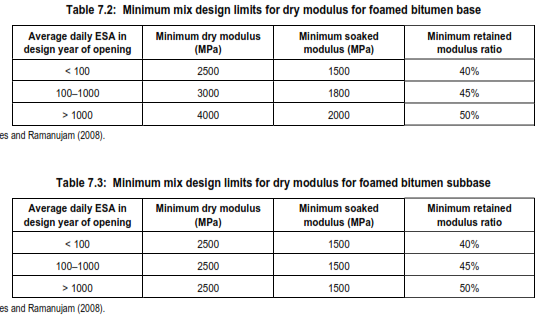 Table 7.2: Minimum mix design limits for dry modulus for foamed bitumen base
Average daily ESA in design year of opening Minimum dry modulus (MPa) Minimum soaked modulus (MPa) Minimum retained modulus ratio
< 100 2500 1500 40%
100–1000 3000 1800 45%
> 1000 4000 2000 50%
es and Ramanujam (2008).
Table 7.3: Minimum mix design limits for dry modulus for foamed bitumen subbase
Average daily ESA in design year of opening Minimum dry modulus (MPa) Minimum soaked modulus (MPa) Minimum retained modulus ratio
< 100 2500 1500 40%
100–1000 2500 1500 45%
> 1000 2500 1500 50%
es and Ramanujam (2008).